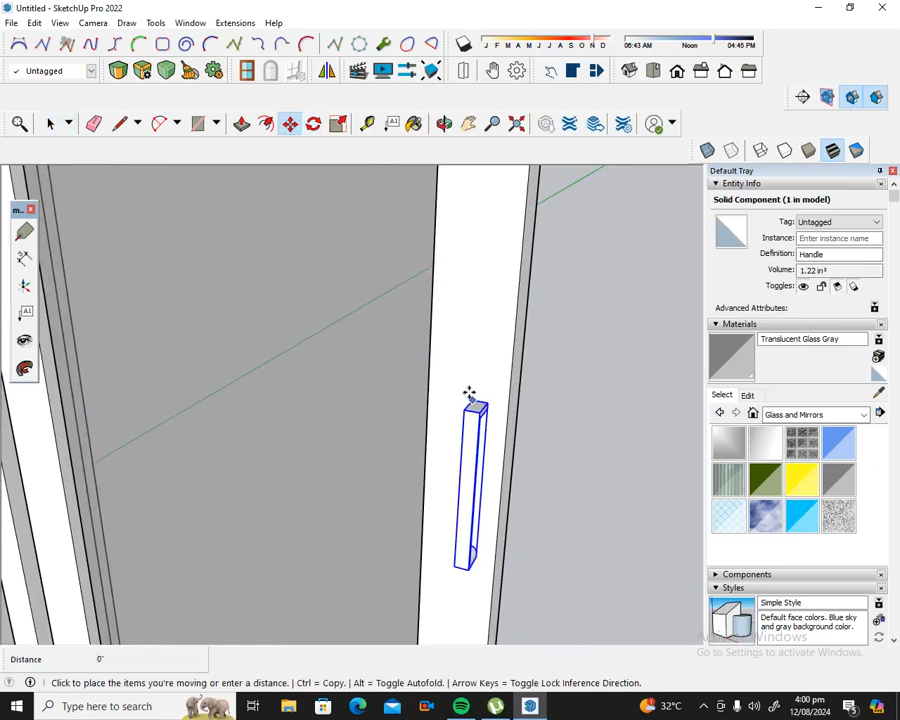 Untitled - SketchUp Pro 2022
File Edit View Camera Draw Tools Window Extensions Help
J F M A M J J A S O N D
06:43 AM Noon 04:45 PM
Untagged
m...
Default Tray
Entity Info
Solid Component (1 in model)
Tag: Untagged
Instance: Enter instance name
Definition: Handle
Volume: 1.22 in³
Toggles:
Advanced Attributes:
Materials
Translucent Glass Gray
Select Edit
Glass and Mirrors
Components
Styles
Simple Style
Default face colors. Blue sky
and gray background color.
Activate Windows
Go to Settings to activate Windows.
Distance 0'
Click to place the items you're moving or enter a distance. | Ctrl = Copy. | Alt = Toggle Autofold. | Arrow Keys = Toggle Lock Inference Direction.
Type here to search
32°C
4:00 pm
12/08/2024
5